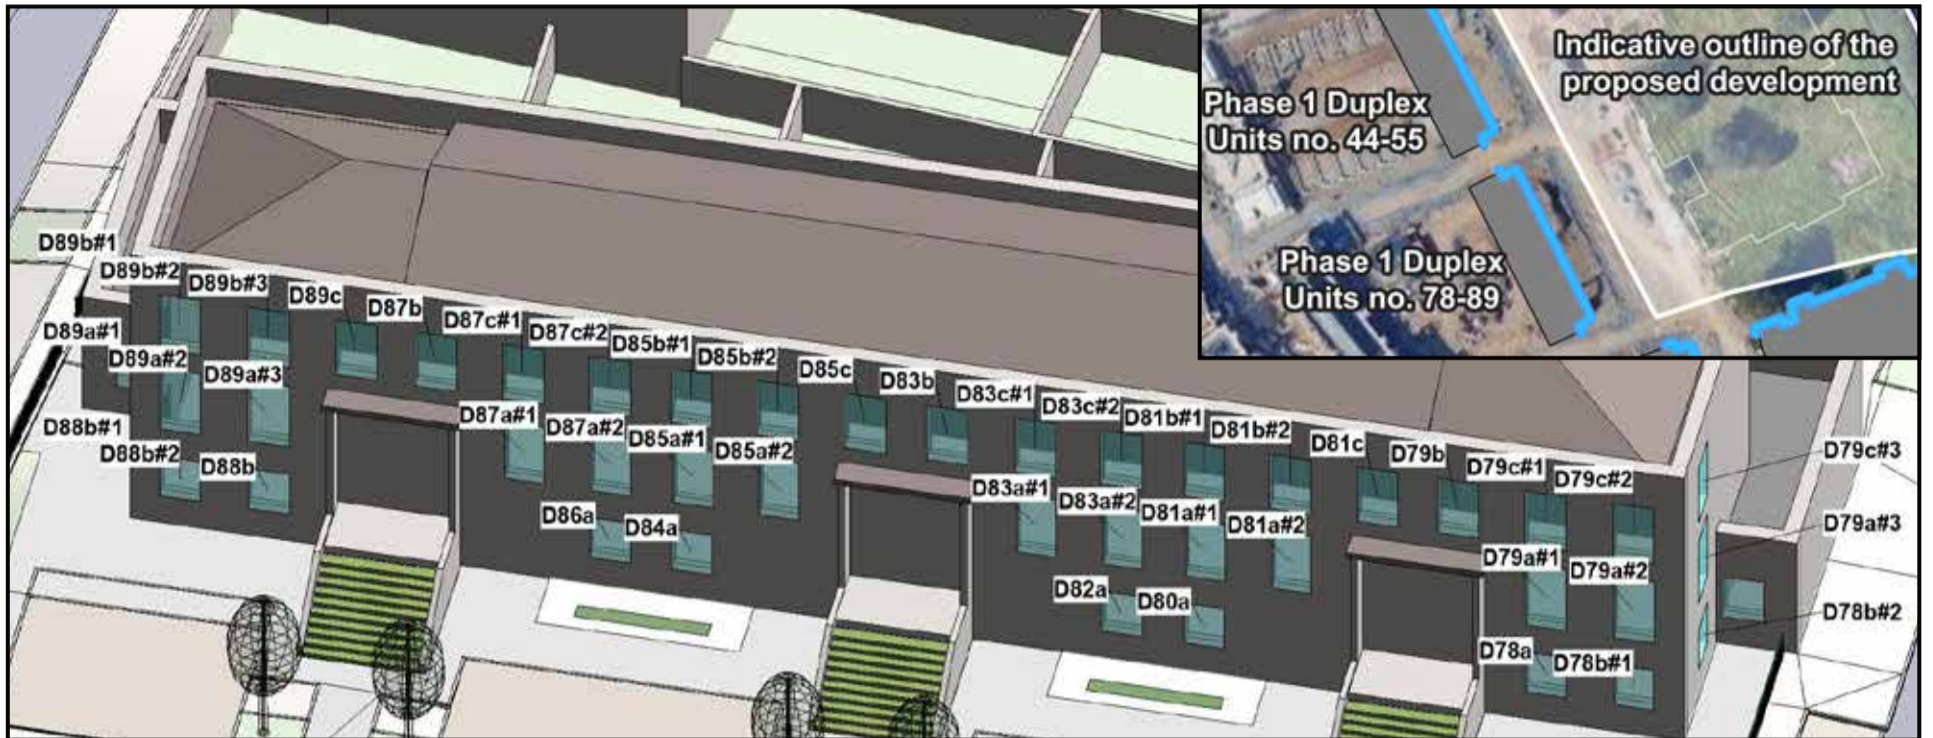 Indicative outline of the
proposed development
Phase 1 Duplex
Units no. 44-55
Phase 1 Duplex
Units no. 78-89
D89b#1
D89b#2
D89b#3
D89c
D87b
D87c#1
D87c#2
D85b#1
D85b#2
D85c
D83b
D83c#1
D83c#2
D81b#1
D81b#2
D81c
D79b
D79c#1
D79c#2
D79c#3
D89a#1
D89a#2
D89a#3
D87a#1
D87a#2
D85a#1
D85a#2
D83a#1
D83a#2
D81a#1
D81a#2
D79a#1
D79a#2
D79a#3
D88b#1
D88b#2
D88b
D86a
D84a
D82a
D80a
D78a
D78b#1
D78b#2